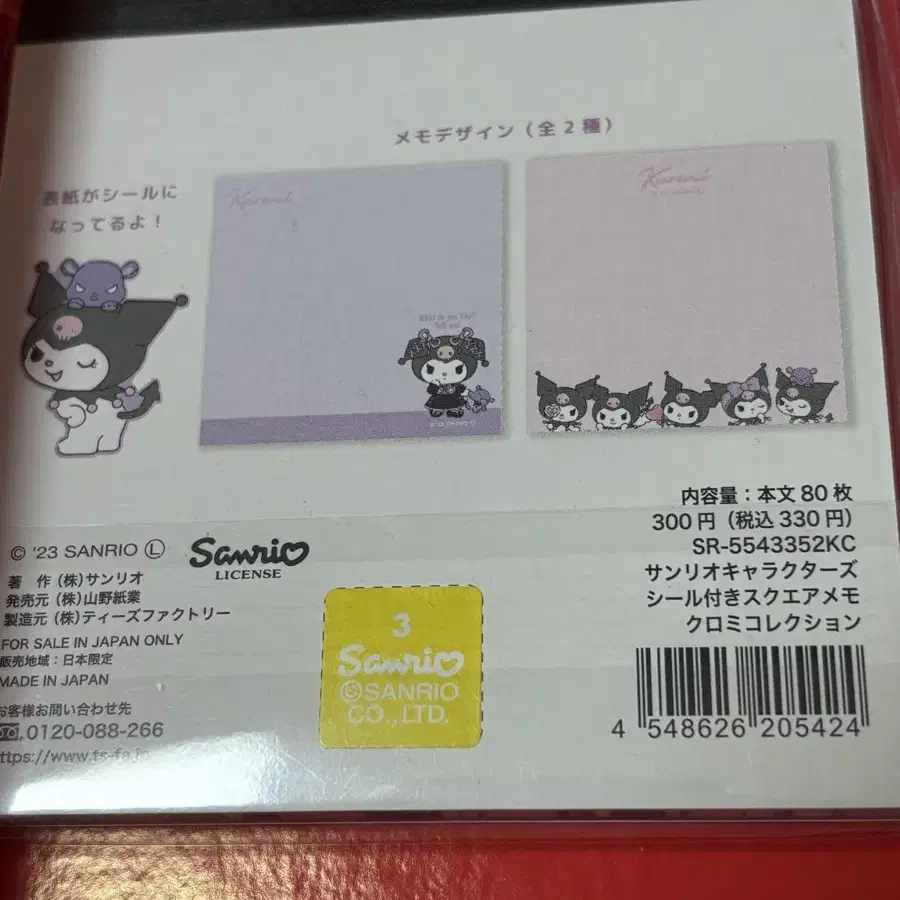 メモデザイン（全2種）
表紙がシールに
なってるよ！
Kuromi
Kuromi
内容量：本文80枚
300円（税込330円）
SR-5543352KC
サンリオキャラクターズ
シール付きスクエアメモ
クロミコレクション
© '23 SANRIO Ⓛ
Sanrio
LICENSE
著　作（株）サンリオ
発売元（株）山野紙業
製造元（株）ティーズファクトリー
FOR SALE IN JAPAN ONLY
販売地域：日本限定
MADE IN JAPAN
お客様お問い合わせ先
0120-088-266
3
Sanrio
©SANRIO
CO., LTD.
4 548626 205424